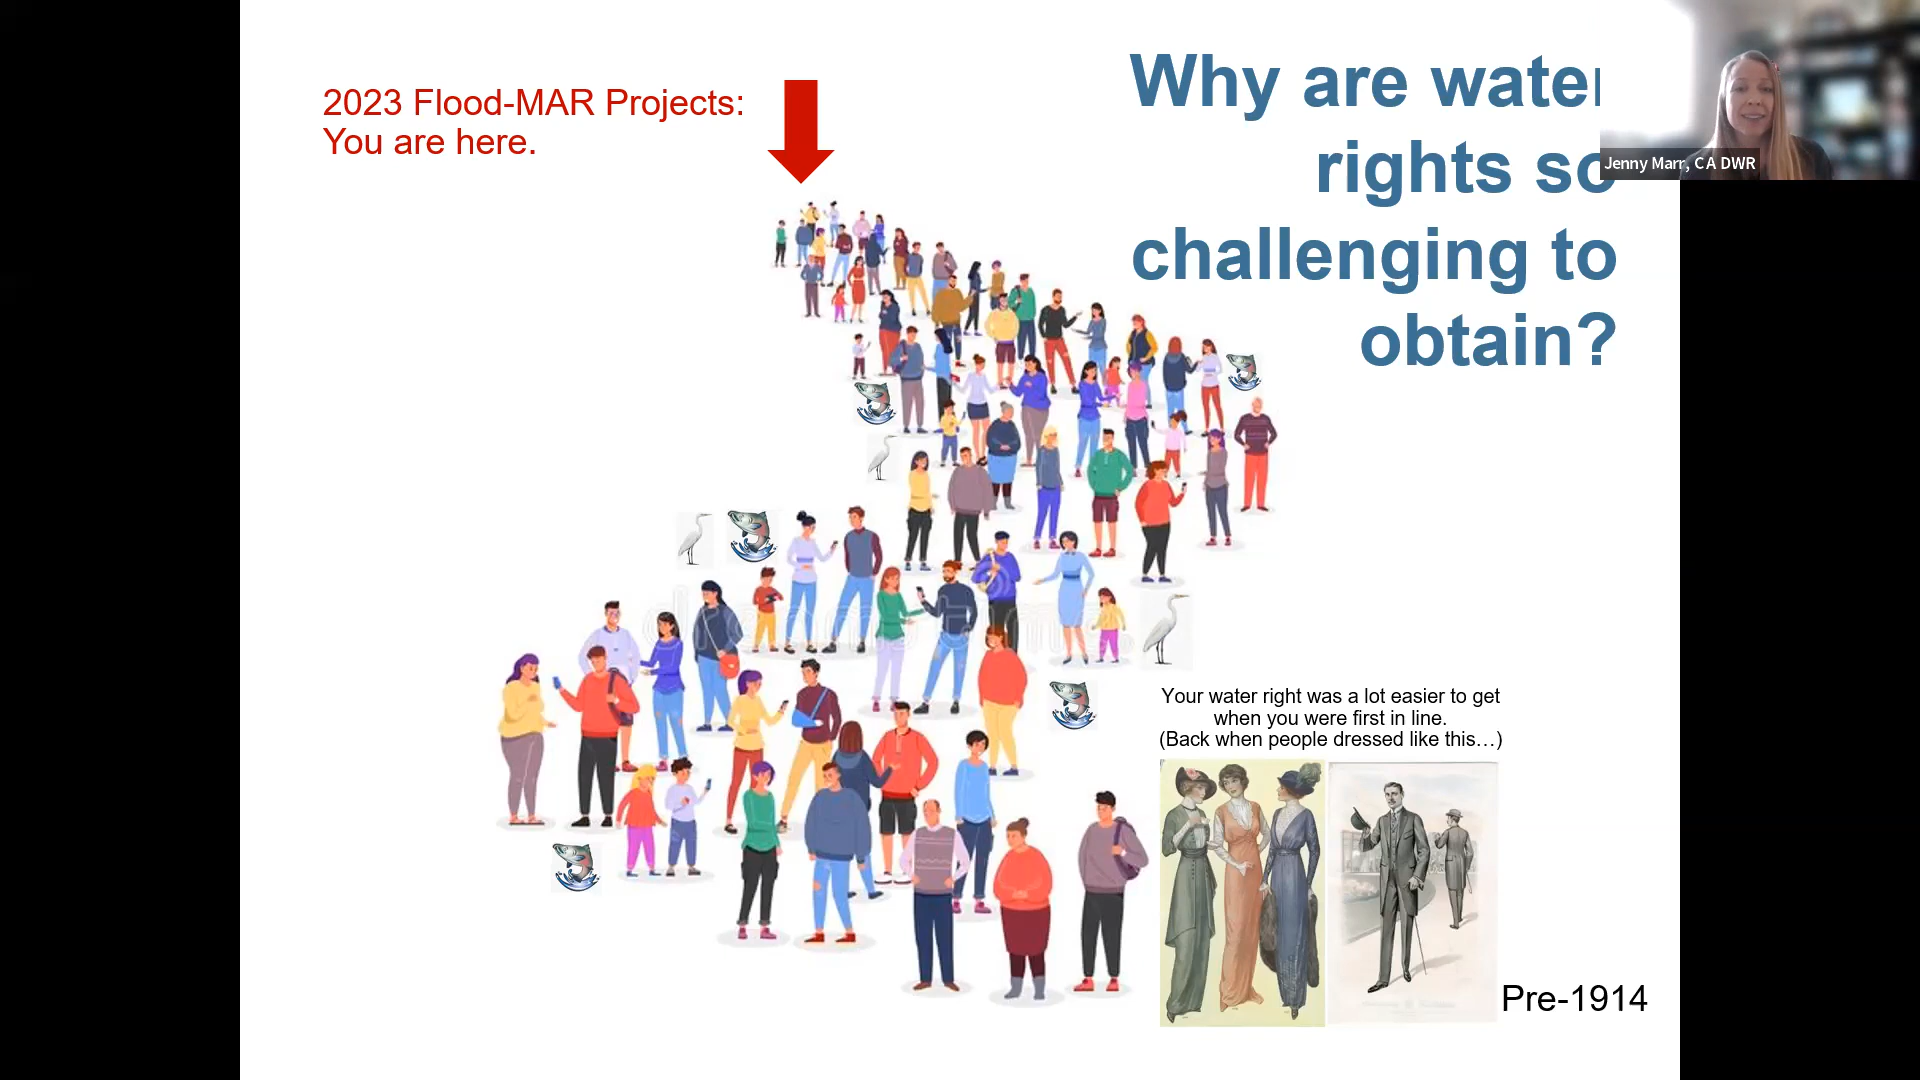 2023 Flood-MAR Projects:
You are here.
Why are water
rights so
challenging to
obtain?
Jenny Marr, CA DWR
Your water right was a lot easier to get
when you were first in line.
(Back when people dressed like this…)
Pre-1914
dreamstime